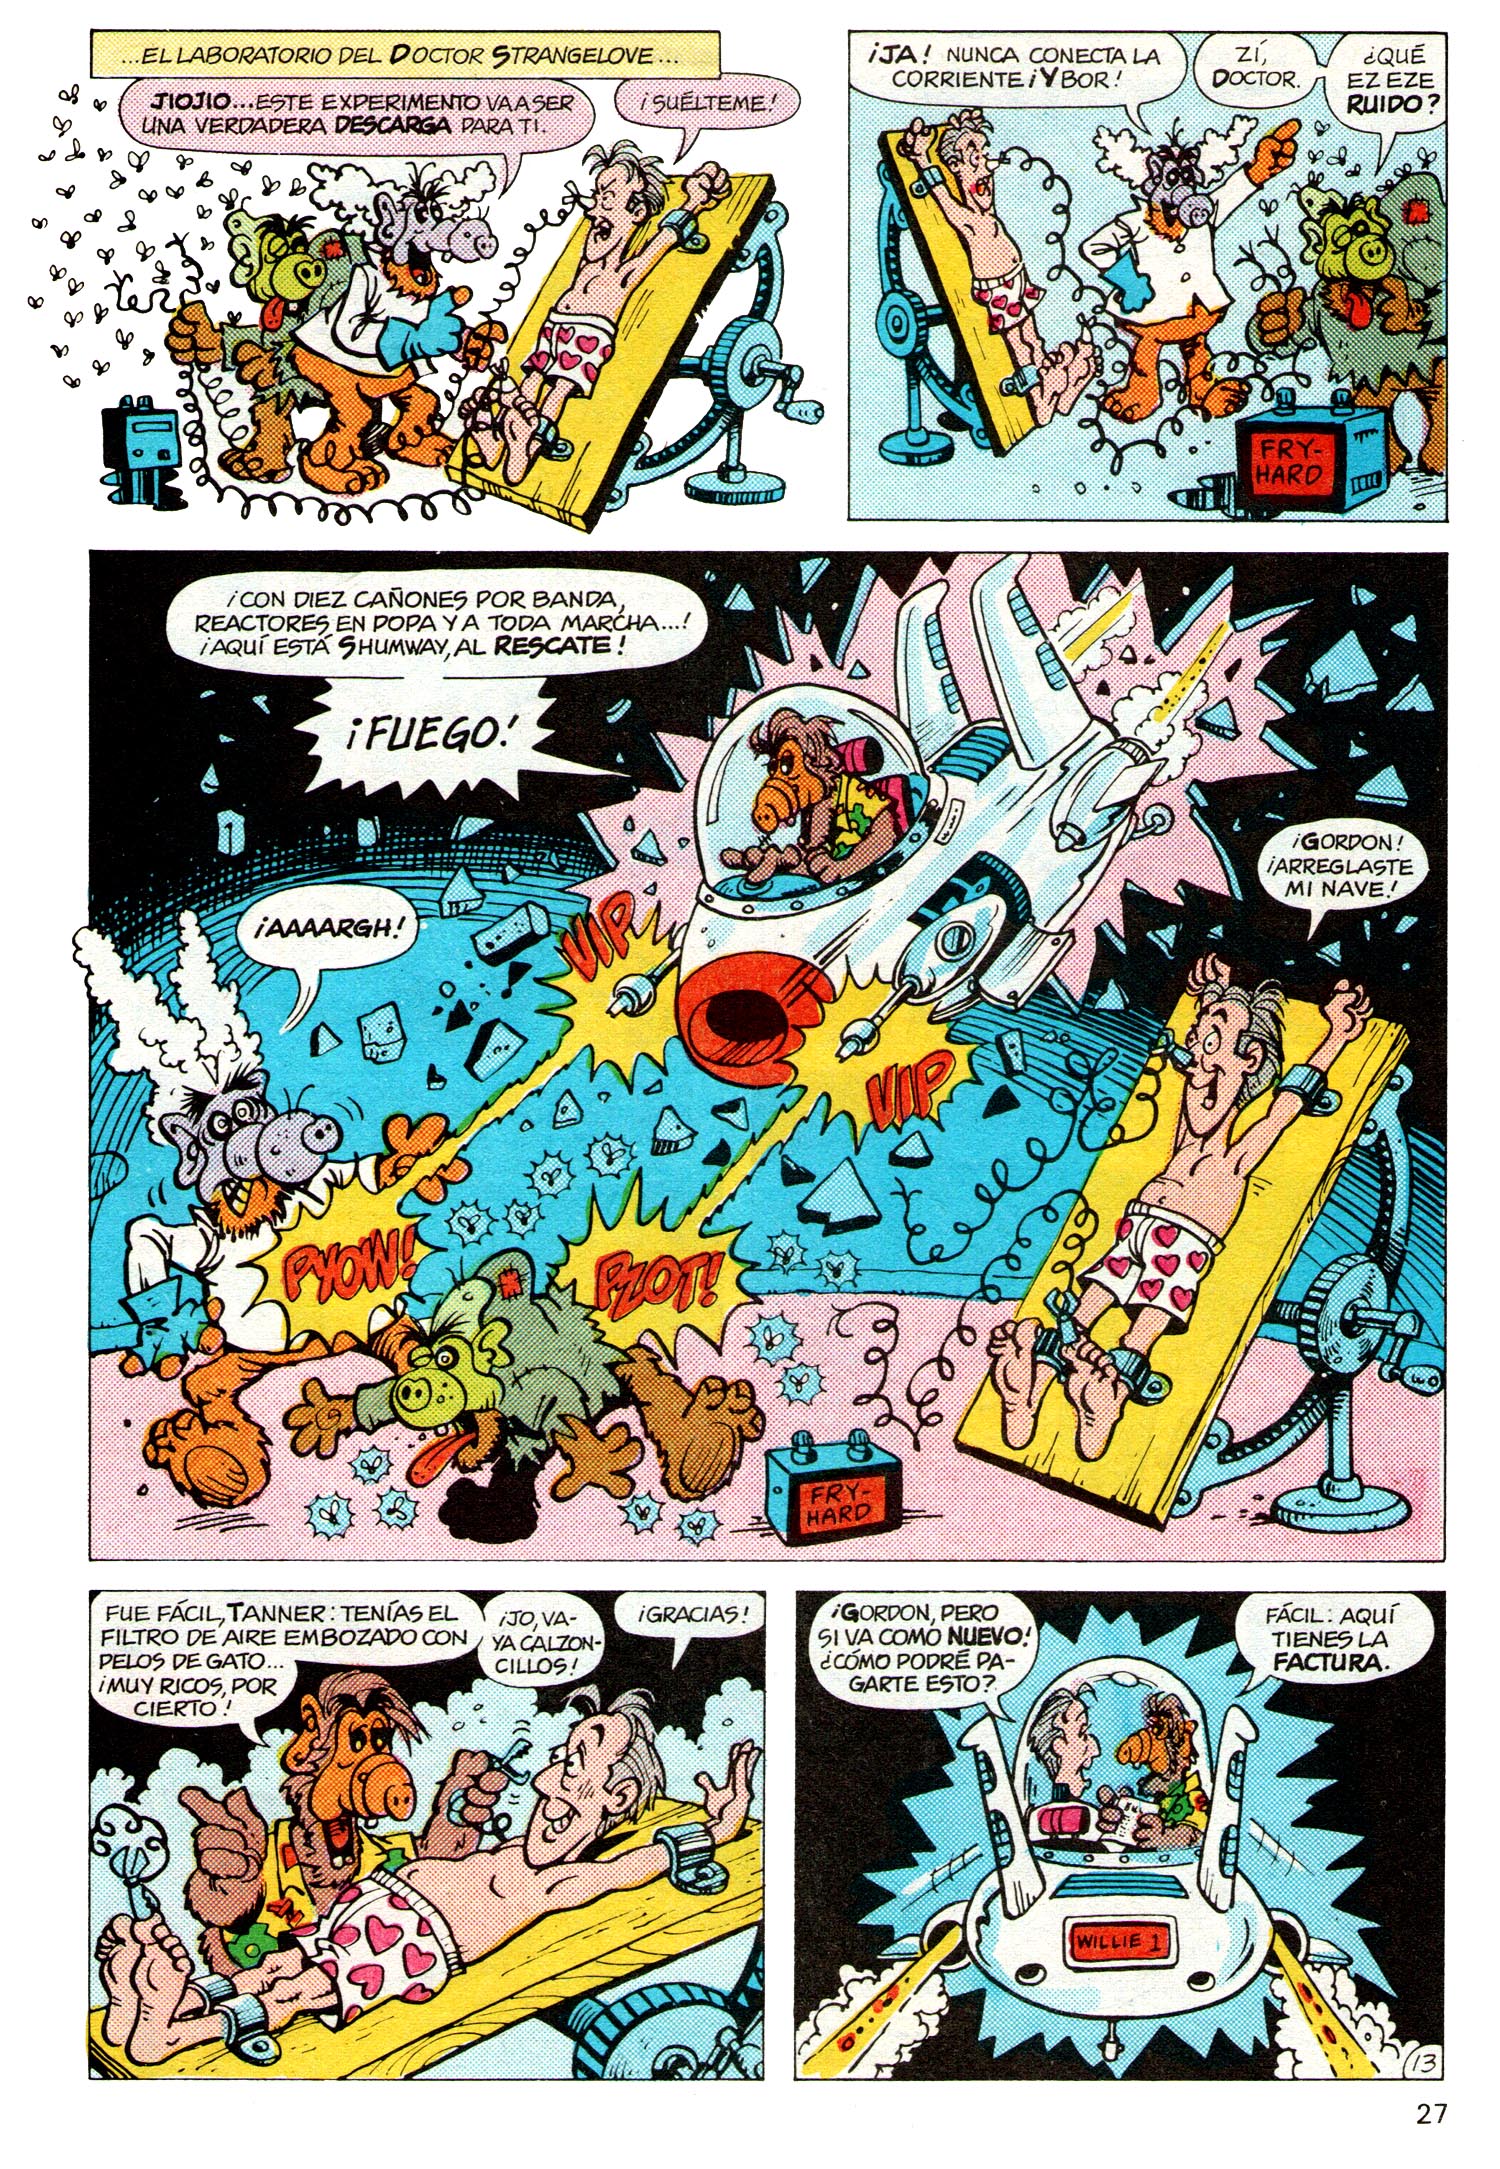 ...EL LABORATORIO DEL DOCTOR STRANGELOVE...
JIOJIO...ESTE EXPERIMENTO VA A SER
UNA VERDADERA DESCARGA PARA TI.
¡SUÉLTEME!
¡JA! NUNCA CONECTA LA
CORRIENTE ¡YBOR!
ZÍ,
DOCTOR.
¿QUÉ
EZ EZE
RUIDO?
FRY-
HARD
¡CON DIEZ CAÑONES POR BANDA,
REACTORES EN POPA Y A TODA MARCHA...!
¡AQUÍ ESTÁ SHUMWAY, AL RESCATE!
¡FUEGO!
¡GORDON!
¡ARREGLASTE
MI NAVE!
¡AAAARGH!
VIP
VIP
PYOW!
PZOT!
FRY-
HARD
FUE FÁCIL, TANNER: TENÍAS EL
FILTRO DE AIRE EMBOZADO CON
PELOS DE GATO...
¡MUY RICOS, POR
CIERTO!
¡JO, VA-
YA CALZON-
CILLOS!
¡GRACIAS!
¡GORDON, PERO
SI VA COMO NUEVO!
¿CÓMO PODRÉ PA-
GARTE ESTO?
FÁCIL: AQUÍ
TIENES LA
FACTURA.
WILLIE 1
13
27